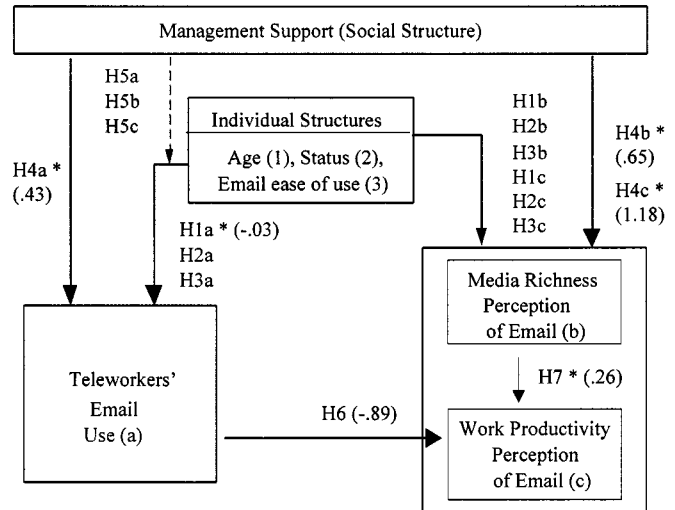 Management Support (Social Structure)
H5a
H5b
H5c
Individual Structures
Age (1), Status (2),
Email ease of use (3)
H4a *
(.43)
H1a * (-.03)
H2a
H3a
H1b
H2b
H3b
H1c
H2c
H3c
H4b *
(.65)
H4c *
(1.18)
Teleworkers'
Email
Use (a)
H6 (-.89)
Media Richness
Perception
of Email (b)
H7 * (.26)
Work Productivity
Perception
of Email (c)